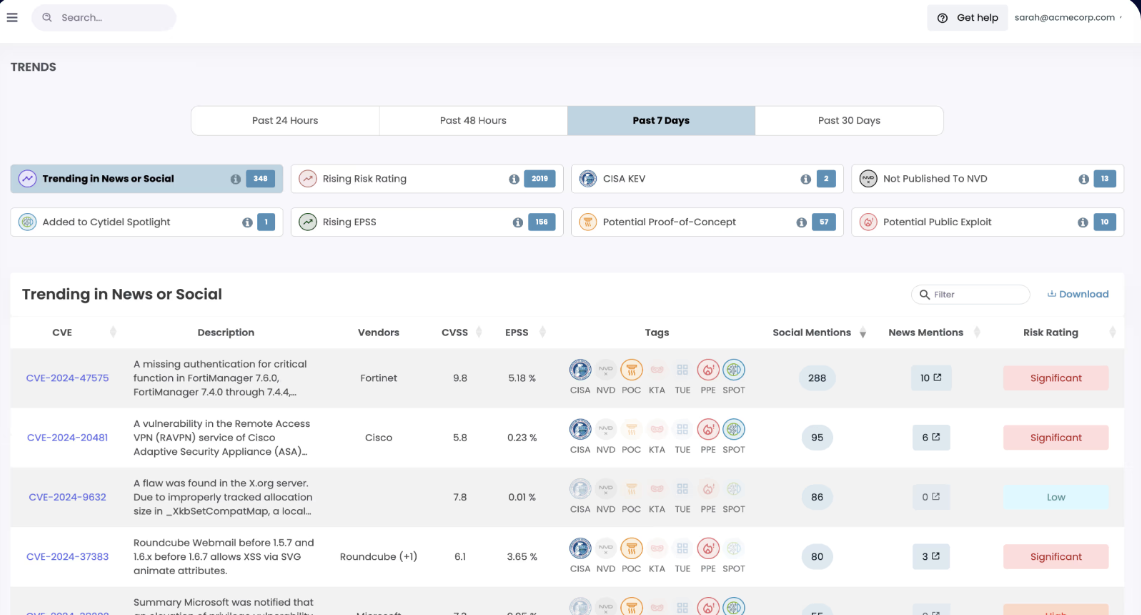 Search...
Get help
sarah@acmecorp.com
TRENDS
Past 24 Hours
Past 48 Hours
Past 7 Days
Past 30 Days
Trending in News or Social 348
Rising Risk Rating 2019
CISA KEV 2
Not Published To NVD 13
Added to Cytidel Spotlight 1
Rising EPSS 156
Potential Proof-of-Concept 57
Potential Public Exploit 10
Trending in News or Social
Filter
Download
CVE Description Vendors CVSS EPSS Tags Social Mentions News Mentions Risk Rating
A missing authentication for critical
CVE-2024-47575 function in FortiManager 7.6.0, Fortinet 9.8 5.18 % 288 10 Significant
FortiManager 7.4.0 through 7.4.4,...
CISA NVD POC KTA TUE PPE SPOT
A vulnerability in the Remote Access
CVE-2024-20481 VPN (RAVPN) service of Cisco Cisco 5.8 0.23 % 95 6 Significant
Adaptive Security Appliance (ASA)...
CISA NVD POC KTA TUE PPE SPOT
A flaw was found in the X.org server.
CVE-2024-9632 Due to improperly tracked allocation 7.8 0.01 % 86 0 Low
size in _XkbSetCompatMap, a local...
CISA NVD POC KTA TUE PPE SPOT
Roundcube Webmail before 1.5.7 and
CVE-2024-37383 1.6.x before 1.6.7 allows XSS via SVG Roundcube (+1) 6.1 3.65 % 80 3 Significant
animate attributes.
CISA NVD POC KTA TUE PPE SPOT
Summary Microsoft was notified that